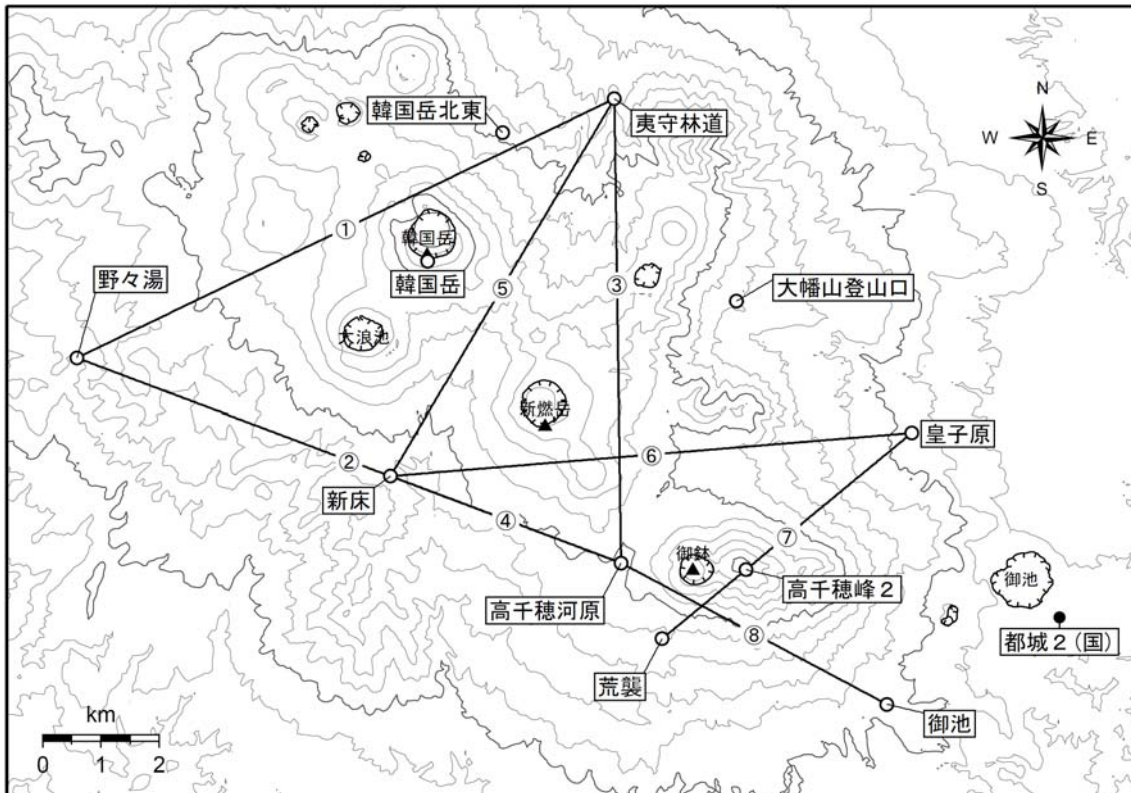 韓国岳北東
夷守林道
N
W
E
S
①
韓国岳
韓国岳
⑤
③
野々湯
大幡山登山口
大浪池
新燃岳
皇子原
②
⑥
新床
④
⑦
御鉢
御池
高千穂河原
高千穂峰2
⑧
都城2(国)
荒襲
御池
km
0 1 2